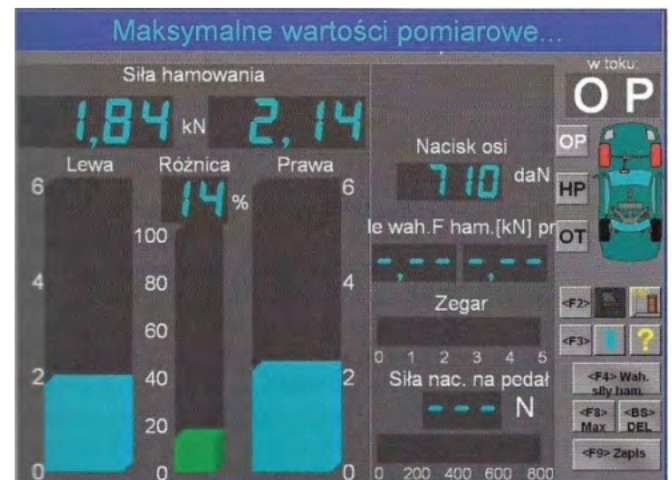 Maksymalne wartości pomiarowe...
w toku:
O P
Siła hamowania
1,84 kN 2,14
Lewa Różnica Prawa
14 %
6 6
100
80
4 4
60
2 40 2
20
0 0 0
Nacisk osi
710 daN
le wah.F ham.[kN] pr
-,-- -,--
Zegar
0 1 2 3 4 5
Siła nac. na pedał
--- N
0 200 400 600 800
OP
HP
OT
<F2>
<F3> ?
<F4> Wah.
siły ham.
<F8> <BS>
Max DEL
<F9> Zapis